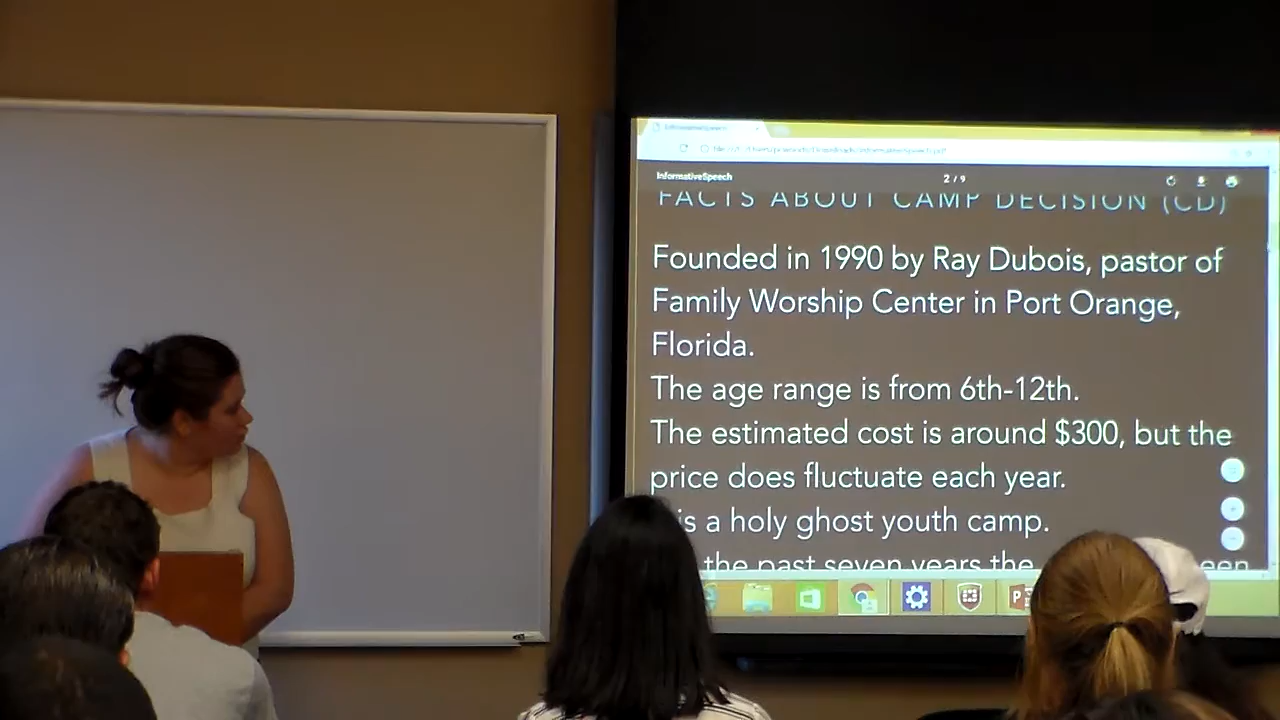 InformativeSpeech
InformativeSpeech 2 / 9
FACTS ABOUT CAMP DECISION (CD)
Founded in 1990 by Ray Dubois, pastor of
Family Worship Center in Port Orange,
Florida.
The age range is from 6th-12th.
The estimated cost is around $300, but the
price does fluctuate each year.
is a holy ghost youth camp.
the past seven years the